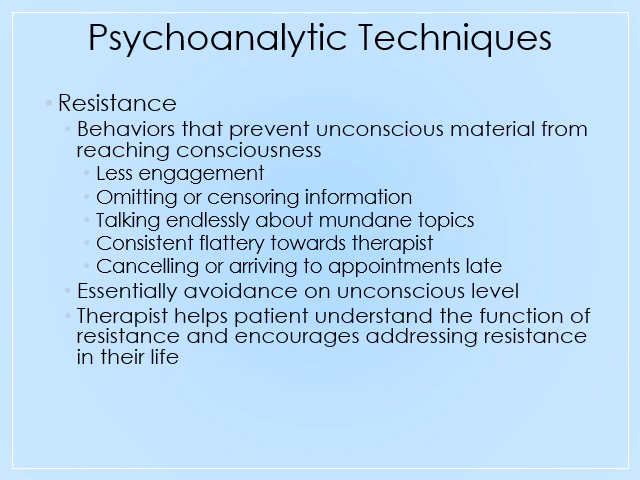 Psychoanalytic Techniques
• Resistance
• Behaviors that prevent unconscious material from
reaching consciousness
• Less engagement
• Omitting or censoring information
• Talking endlessly about mundane topics
• Consistent flattery towards therapist
• Cancelling or arriving to appointments late
• Essentially avoidance on unconscious level
• Therapist helps patient understand the function of
resistance and encourages addressing resistance
in their life